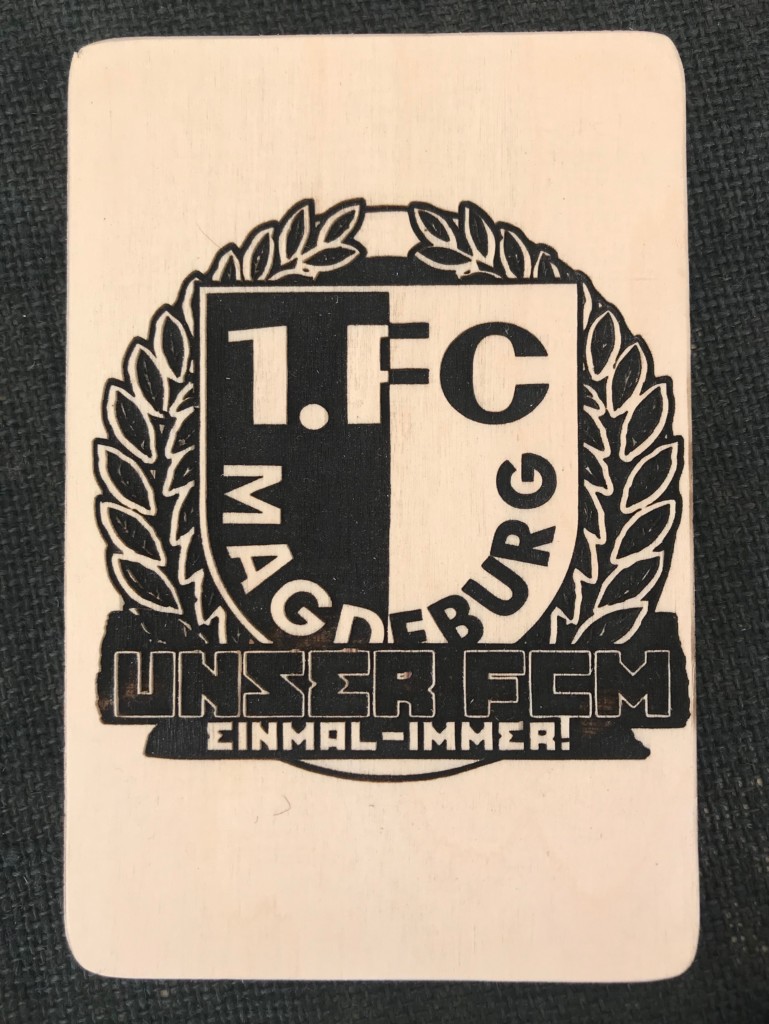 1.FC
MAGDEBURG
UNSER FCM
EINMAL-IMMER!